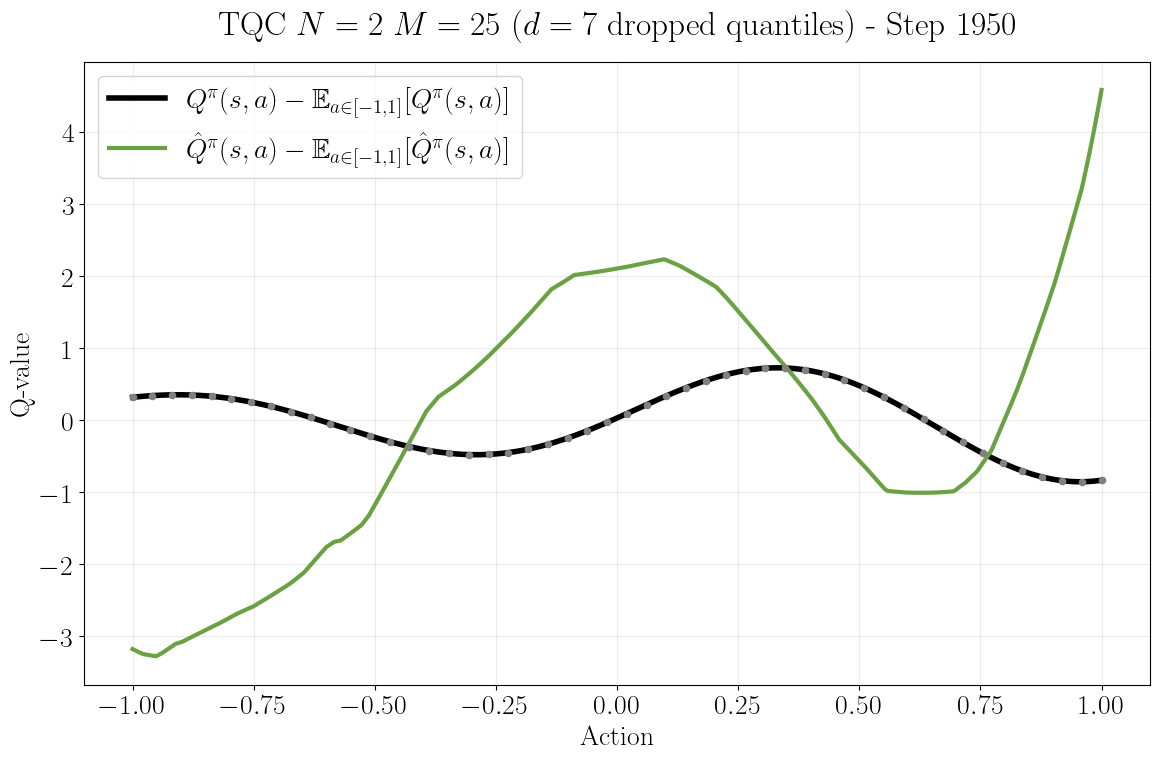 TQC N = 2 M = 25 (d = 7 dropped quantiles) - Step 1950
Q^π(s, a) − 𝔼_{a∈[−1,1]}[Q^π(s, a)]
Q̂^π(s, a) − 𝔼_{a∈[−1,1]}[Q̂^π(s, a)]
Q-value
4
3
2
1
0
−1
−2
−3
−1.00 −0.75 −0.50 −0.25 0.00 0.25 0.50 0.75 1.00
Action